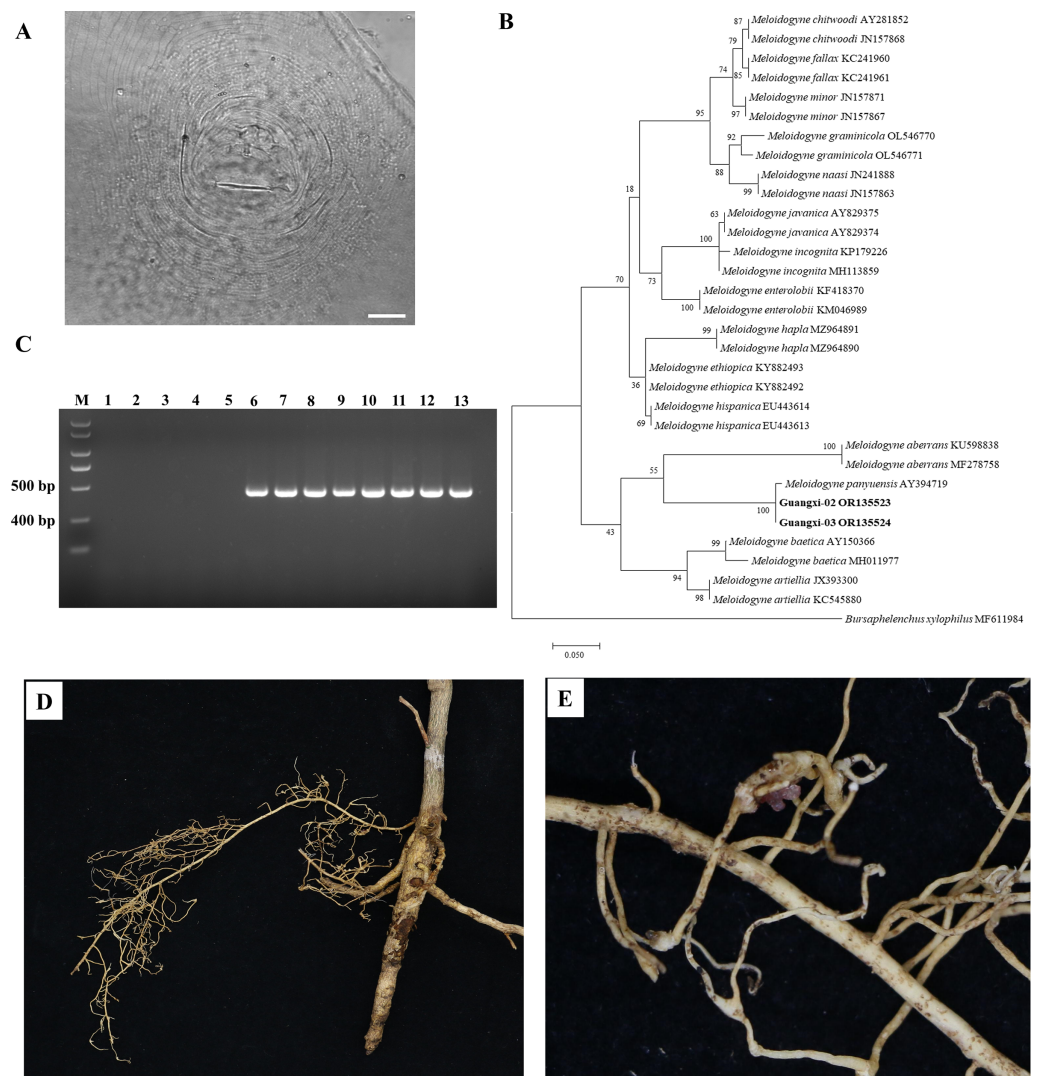 A
B
87
Meloidogyne chitwoodi AY281852
79
Meloidogyne chitwoodi JN157868
74
Meloidogyne fallax KC241960
85
Meloidogyne fallax KC241961
Meloidogyne minor JN157871
97
Meloidogyne minor JN157867
95
92
Meloidogyne graminicola OL546770
Meloidogyne graminicola OL546771
88
Meloidogyne naasi JN241888
99
Meloidogyne naasi JN157863
18
63
Meloidogyne javanica AY829375
Meloidogyne javanica AY829374
100
Meloidogyne incognita KP179226
Meloidogyne incognita MH113859
70
73
Meloidogyne enterolobii KF418370
100
Meloidogyne enterolobii KM046989
99
Meloidogyne hapla MZ964891
Meloidogyne hapla MZ964890
Meloidogyne ethiopica KY882493
36
Meloidogyne ethiopica KY882492
Meloidogyne hispanica EU443614
69
Meloidogyne hispanica EU443613
100
Meloidogyne aberrans KU598838
Meloidogyne aberrans MF278758
55
Meloidogyne panyuensis AY394719
Guangxi-02 OR135523
100
Guangxi-03 OR135524
43
99
Meloidogyne baetica AY150366
Meloidogyne baetica MH011977
94
Meloidogyne artiellia JX393300
98
Meloidogyne artiellia KC545880
Bursaphelenchus xylophilus MF611984
0.050
C
M 1 2 3 4 5 6 7 8 9 10 11 12 13
500 bp
400 bp
D
E